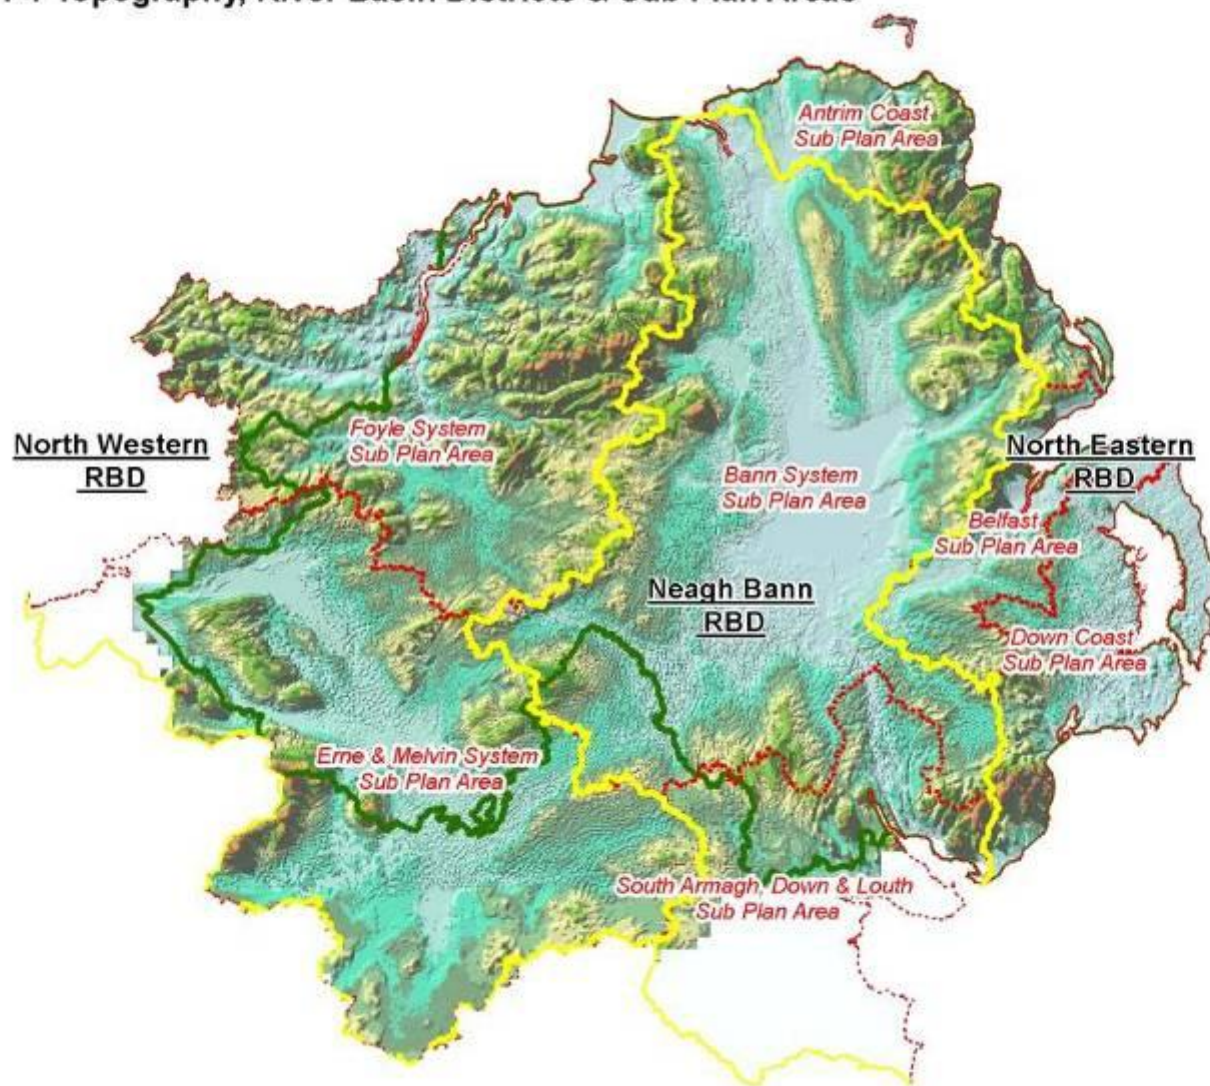 Topography, River Basin Districts & Sub Plan Areas
Antrim Coast
Sub Plan Area
Foyle System
Sub Plan Area
North Western
RBD
North Eastern
RBD
Bann System
Sub Plan Area
Belfast
Sub Plan Area
Neagh Bann
RBD
Down Coast
Sub Plan Area
Erne & Melvin System
Sub Plan Area
South Armagh, Down & Louth
Sub Plan Area